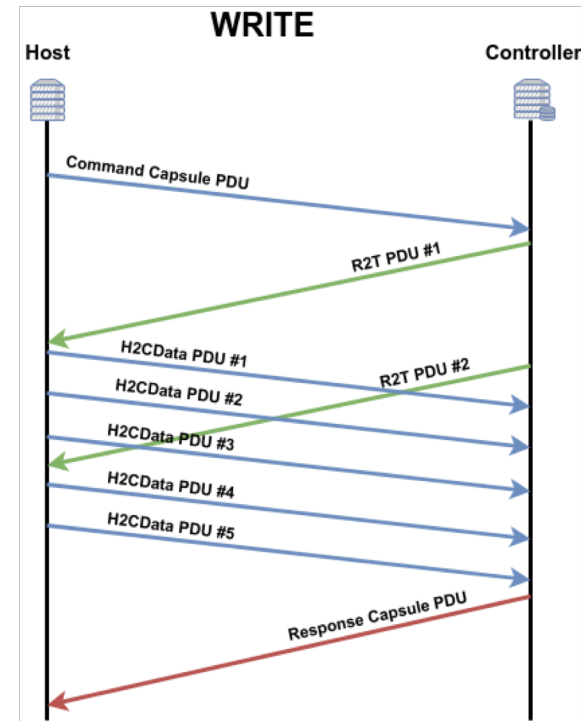 WRITE
Host
Controller
Command Capsule PDU
R2T PDU #1
H2CData PDU #1
R2T PDU #2
H2CData PDU #2
H2CData PDU #3
H2CData PDU #4
H2CData PDU #5
Response Capsule PDU